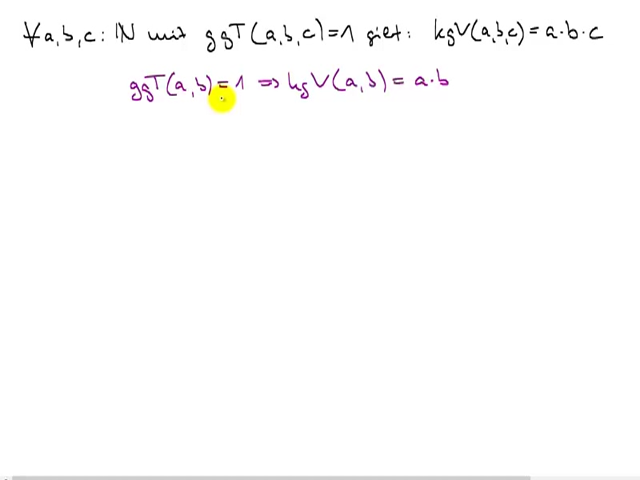 ∀a,b,c: ℕ mit ggT(a,b,c)=1 gilt: kgV(a,b,c)=a·b·c
ggT(a,b)=1 ⇒ kgV(a,b)=a·b